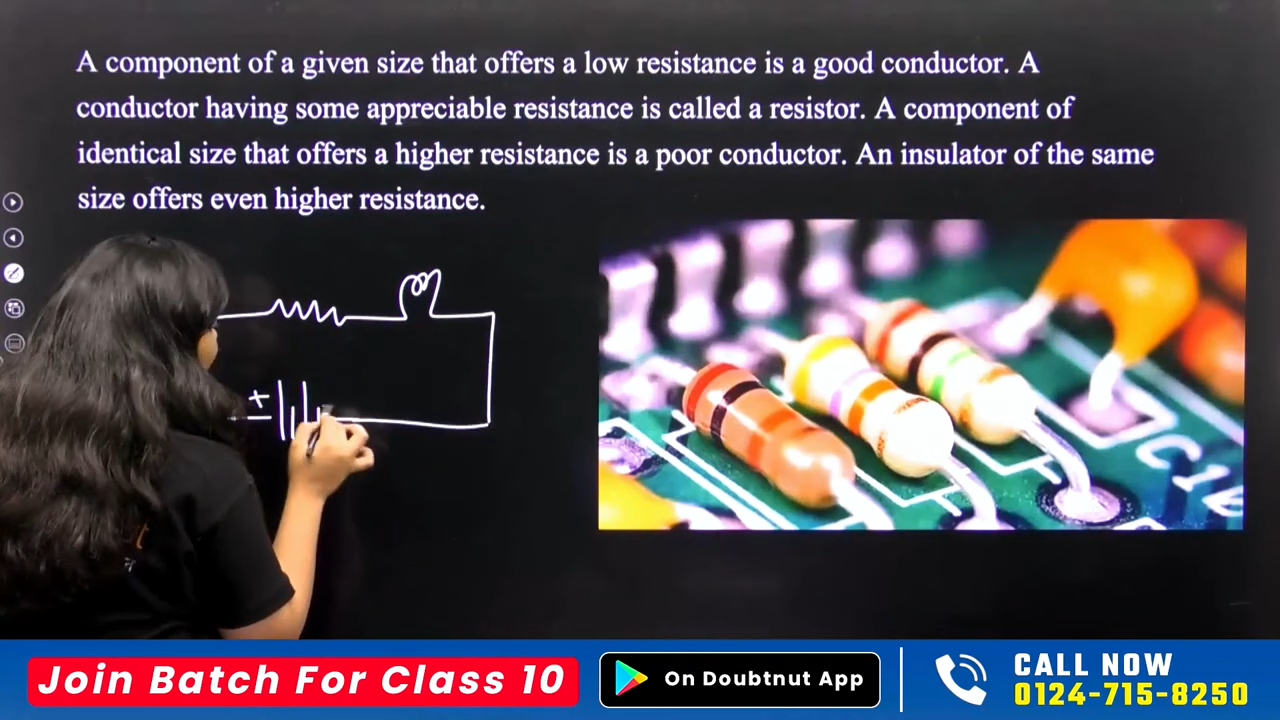 A component of a given size that offers a low resistance is a good conductor. A
conductor having some appreciable resistance is called a resistor. A component of
identical size that offers a higher resistance is a poor conductor. An insulator of the same
size offers even higher resistance.
+
C16
Join Batch For Class 10
On Doubtnut App
CALL NOW
0124-715-8250